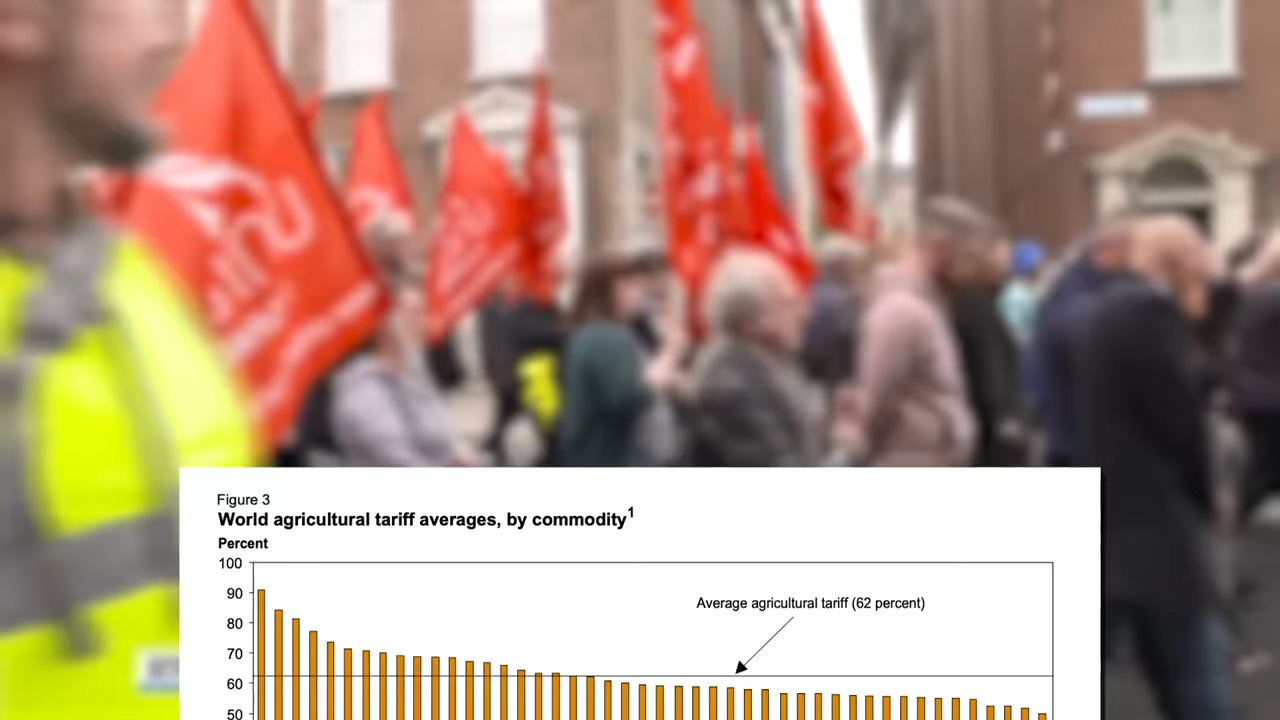 Figure 3
World agricultural tariff averages, by commodity1
Percent
100
90
Average agricultural tariff (62 percent)
80
70
60
50